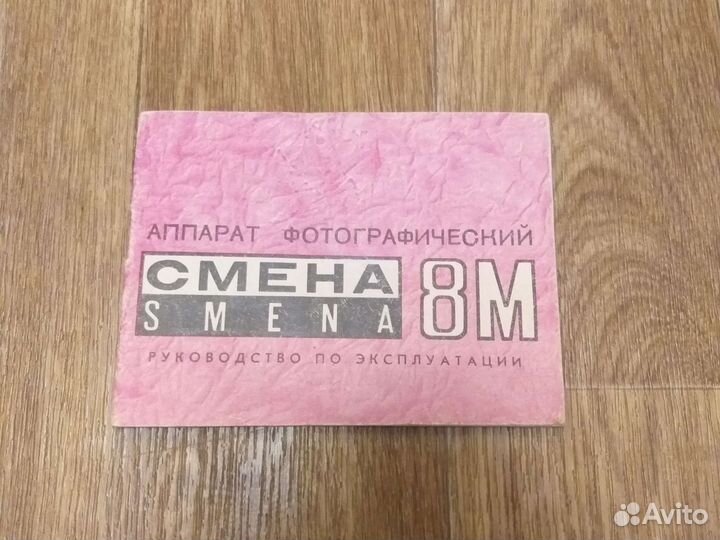 АППАРАТ ФОТОГРАФИЧЕСКИЙ
СМЕНА
SMENA 8М
РУКОВОДСТВО ПО ЭКСПЛУАТАЦИИ
Avito